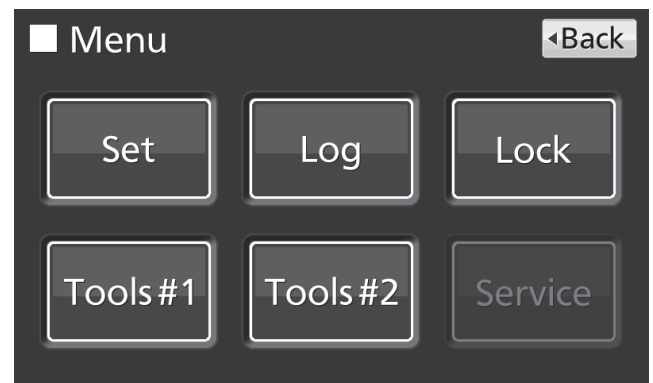 Menu
◂Back
Set
Log
Lock
Tools #1
Tools #2
Service